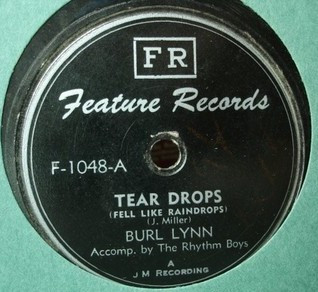 FR
Feature Records
F-1048-A
TEAR DROPS
(FELL LIKE RAINDROPS)
(J. Miller)
BURL LYNN
Accomp. by The Rhythm Boys
A
J M RECORDING